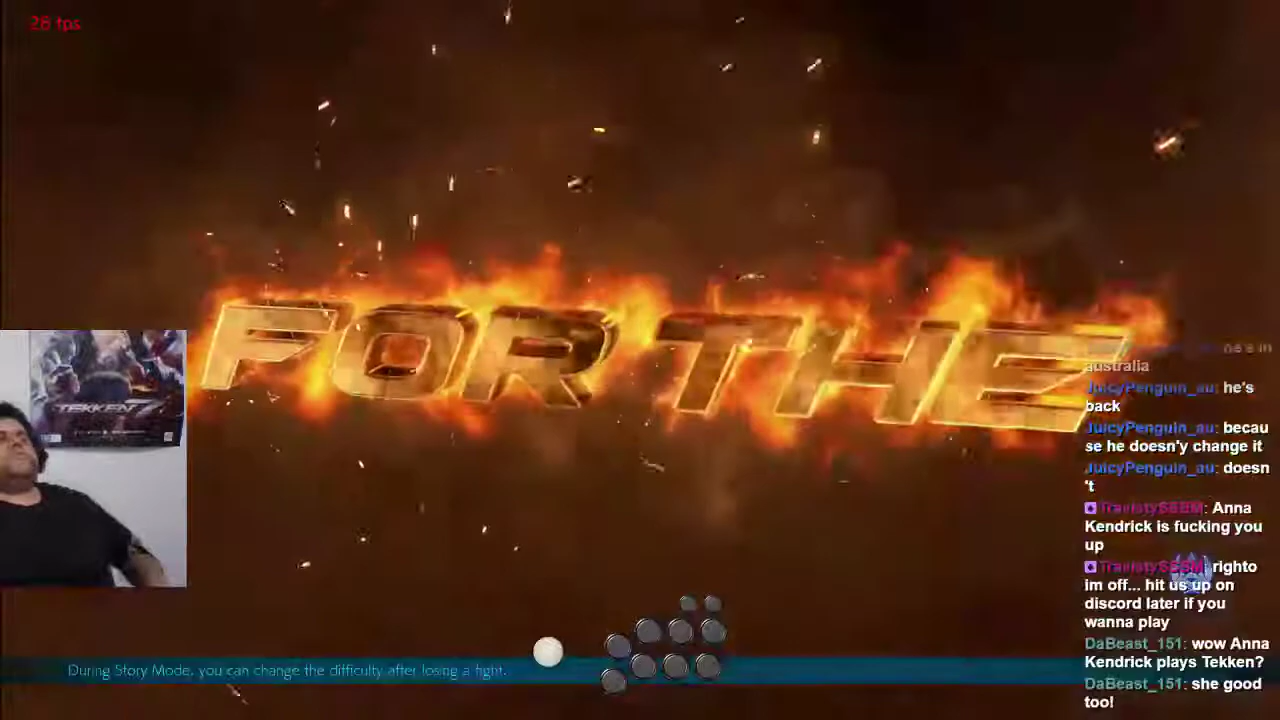 28 fps
FOR THE
TEKKEN 7
australia
JuicyPenguin_au: he's
back
JuicyPenguin_au: becau
se he doesn'y change it
JuicyPenguin_au: doesn
't
TravistySSBM: Anna
Kendrick is fucking you
up
TravistySSBM: righto
im off... hit us up on
discord later if you
wanna play
DaBeast_151: wow Anna
Kendrick plays Tekken?
DaBeast_151: she good
too!
During Story Mode, you can change the difficulty after losing a fight.